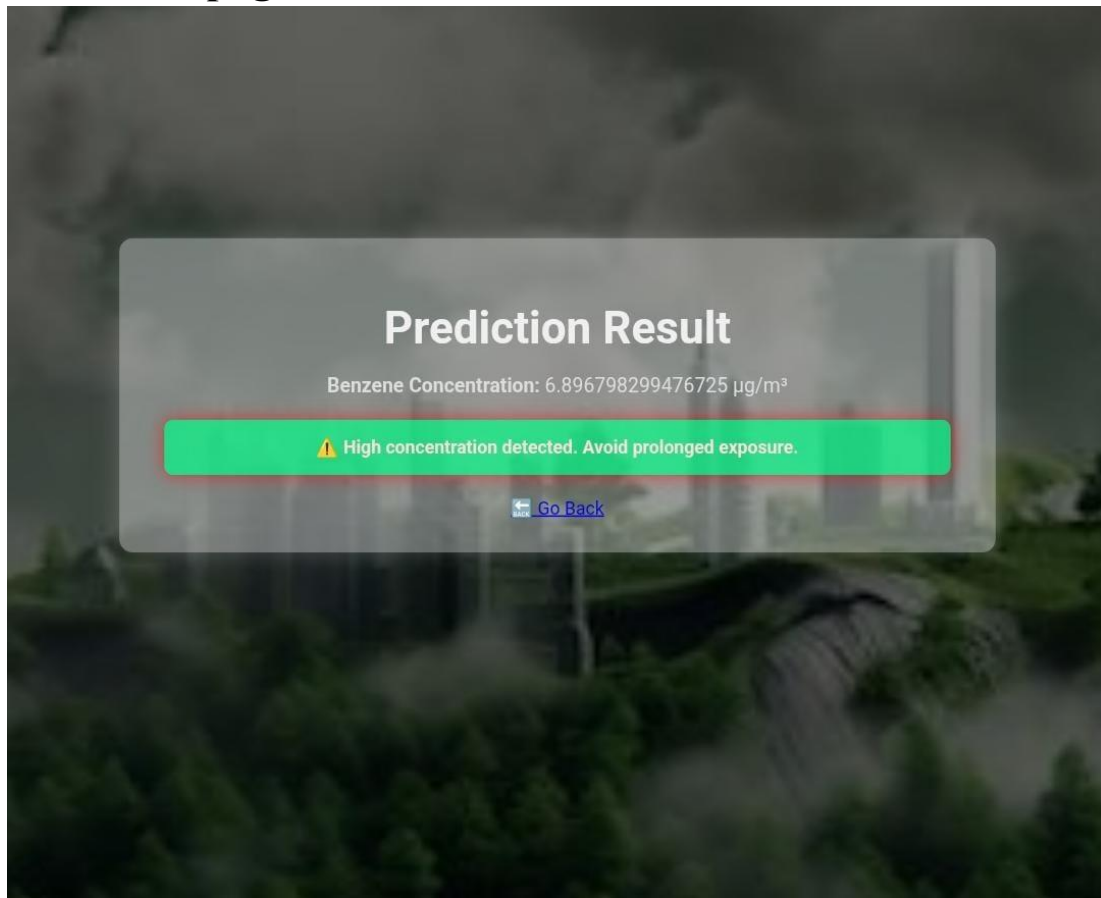 Prediction Result
Benzene Concentration: 6.896798299476725 µg/m³
⚠️ High concentration detected. Avoid prolonged exposure.
🔙 Go Back